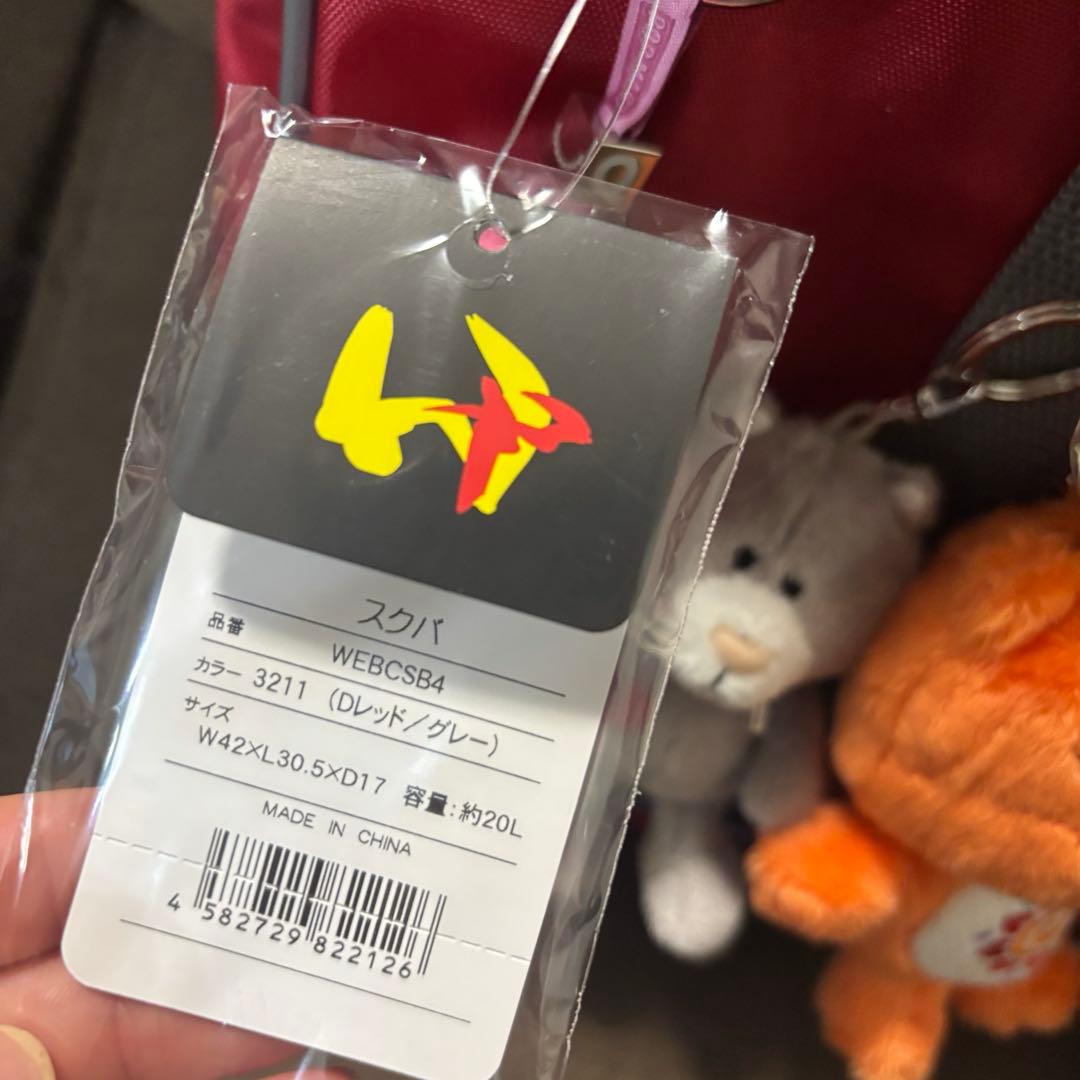 スクバ
品番
WEBCSB4
カラー 3211 (Dレッド／グレー)
サイズ
W42×L30.5×D17 容量:約20L
MADE IN CHINA
4 582729 822126